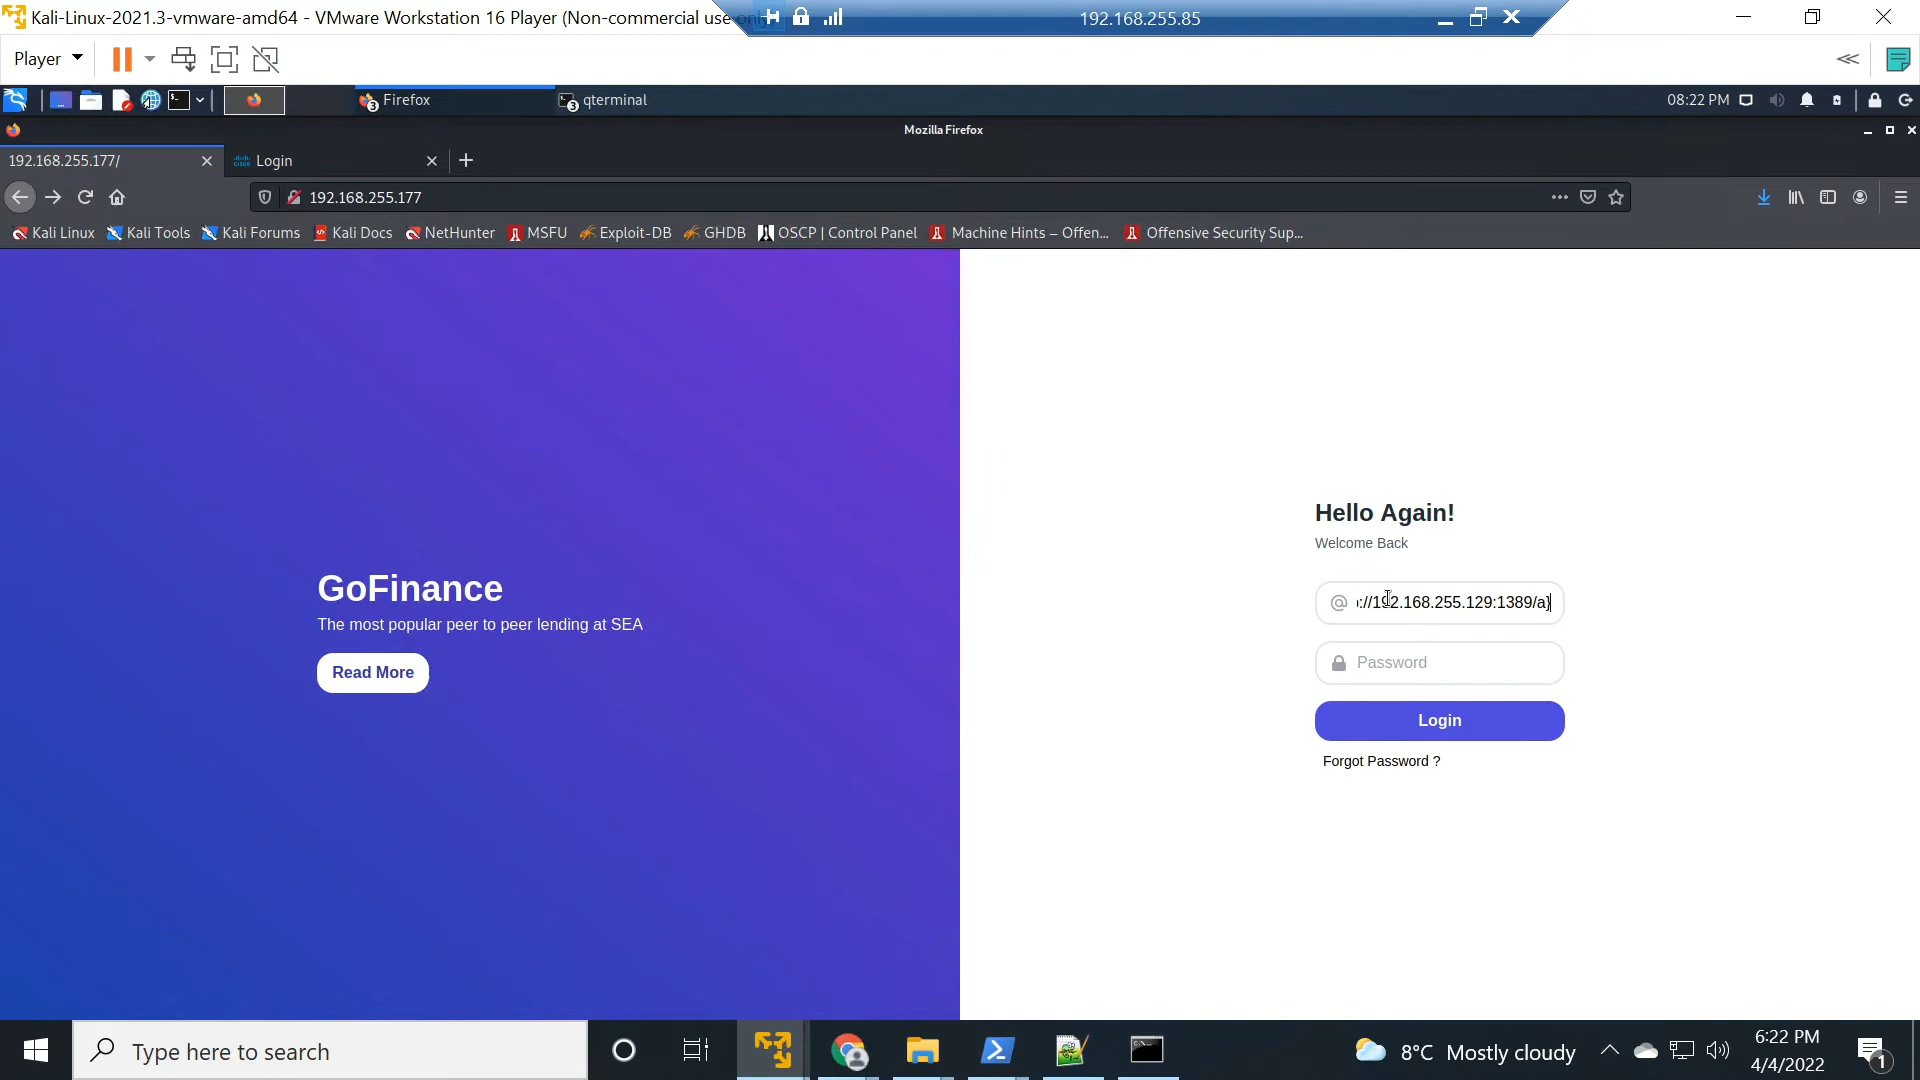 Kali-Linux-2021.3-vmware-amd64 - VMware Workstation 16 Player (Non-commercial use
192.168.255.85
Player
Firefox
qterminal
08:22 PM
Mozilla Firefox
192.168.255.177/
Login
192.168.255.177
Kali Linux
Kali Tools
Kali Forums
Kali Docs
NetHunter
MSFU
Exploit-DB
GHDB
OSCP | Control Panel
Machine Hints – Offen...
Offensive Security Sup...
GoFinance
The most popular peer to peer lending at SEA
Read More
Hello Again!
Welcome Back
://192.168.255.129:1389/a}
Password
Login
Forgot Password ?
Type here to search
8°C Mostly cloudy
6:22 PM
4/4/2022
1